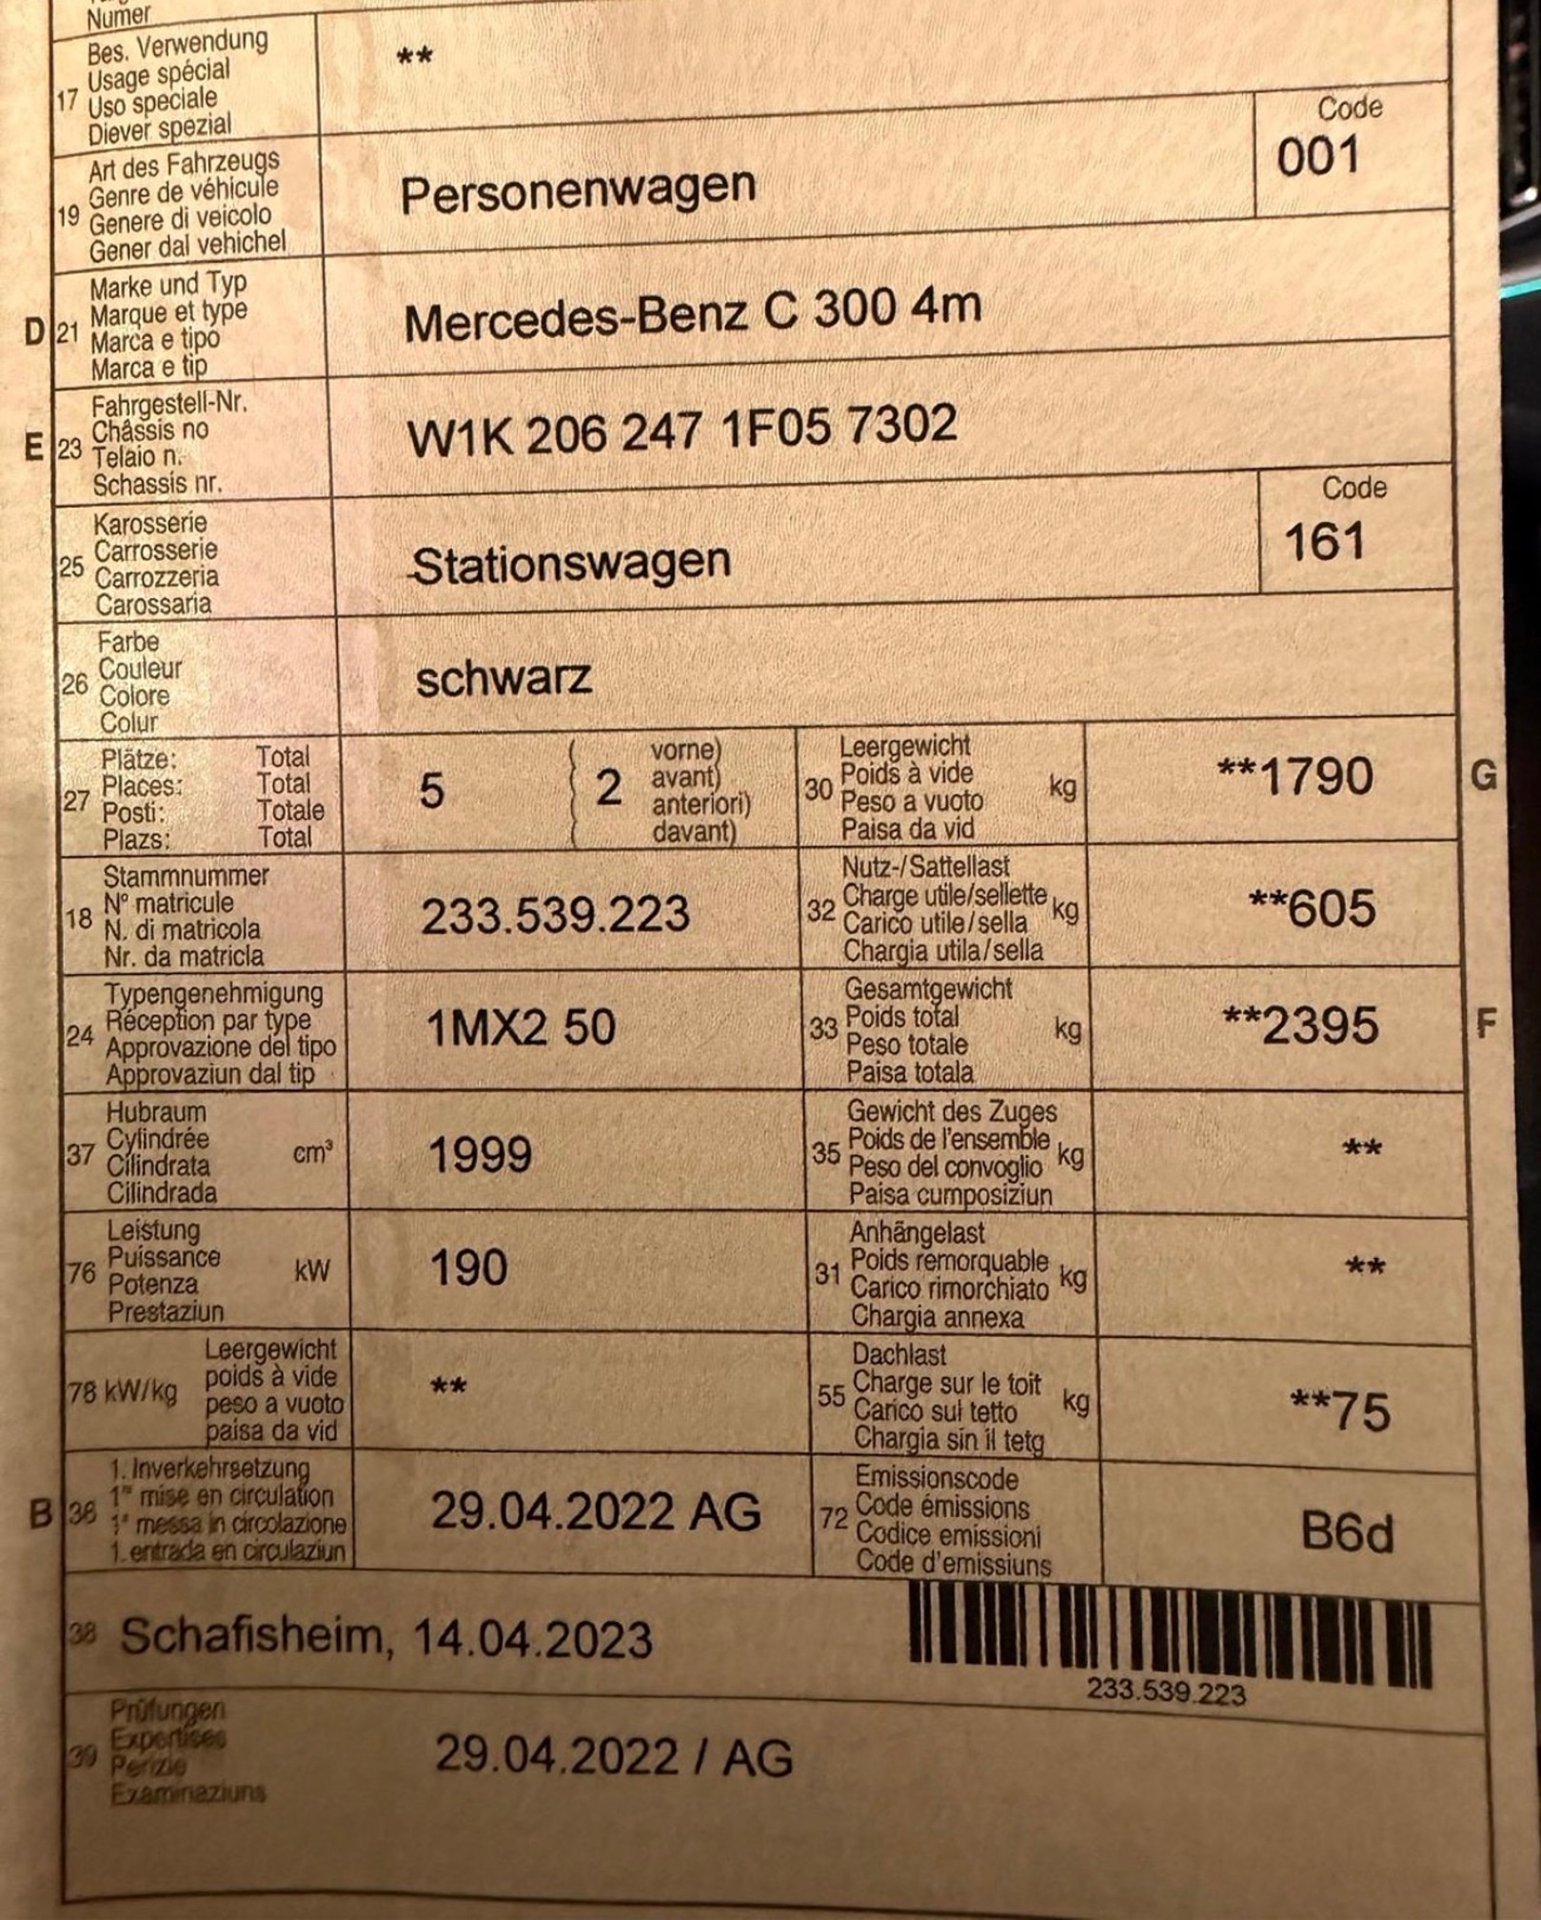 Numer
17 Bes. Verwendung
Usage spécial
Uso speciale
Diever spezial
**
19 Art des Fahrzeugs
Genre de véhicule
Genere di veicolo
Gener dal vehichel
Personenwagen
Code
001
D 21 Marke und Typ
Marque et type
Marca e tipo
Marca e tip
Mercedes-Benz C 300 4m
E 23 Fahrgestell-Nr.
Châssis no
Telaio n.
Schassis nr.
W1K 206 247 1F05 7302
25 Karosserie
Carrosserie
Carrozzeria
Carossaria
Stationswagen
Code
161
26 Farbe
Couleur
Colore
Colur
schwarz
27 Plätze: Total
Places: Total
Posti: Totale
Plazs: Total
5
( 2 vorne)
avant)
anteriori)
( davant)
30 Leergewicht
Poids à vide
Peso a vuoto
Paisa da vid
kg
**1790
G
18 Stammnummer
N° matricule
N. di matricola
Nr. da matricla
233.539.223
32 Nutz-/Sattellast
Charge utile/sellette
Carico utile/sella
Chargia utila/sella
kg
**605
24 Typengenehmigung
Réception par type
Approvazione del tipo
Approvaziun dal tip
1MX2 50
33 Gesamtgewicht
Poids total
Peso totale
Paisa totala
kg
**2395
F
37 Hubraum
Cylindrée
Cilindrata
Cilindrada
cm³
1999
35 Gewicht des Zuges
Poids de l'ensemble
Peso del convoglio
Paisa cumposiziun
kg
**
76 Leistung
Puissance
Potenza
Prestaziun
kW
190
31 Anhängelast
Poids remorquable
Carico rimorchiato
Chargia annexa
kg
**
78 kW/kg Leergewicht
poids à vide
peso a vuoto
paisa da vid
**
55 Dachlast
Charge sur le toit
Carico sul tetto
Chargia sin il tetg
kg
**75
B 36 1. Inverkehrsetzung
1re mise en circulation
1a messa in circolazione
1. entrada en circulaziun
29.04.2022 AG
72 Emissionscode
Code émissions
Codice emissioni
Code d'emissiuns
B6d
38 Schafisheim, 14.04.2023
233.539.223
39 Prüfungen
Expertises
Perizie
Examinaziuns
29.04.2022 / AG